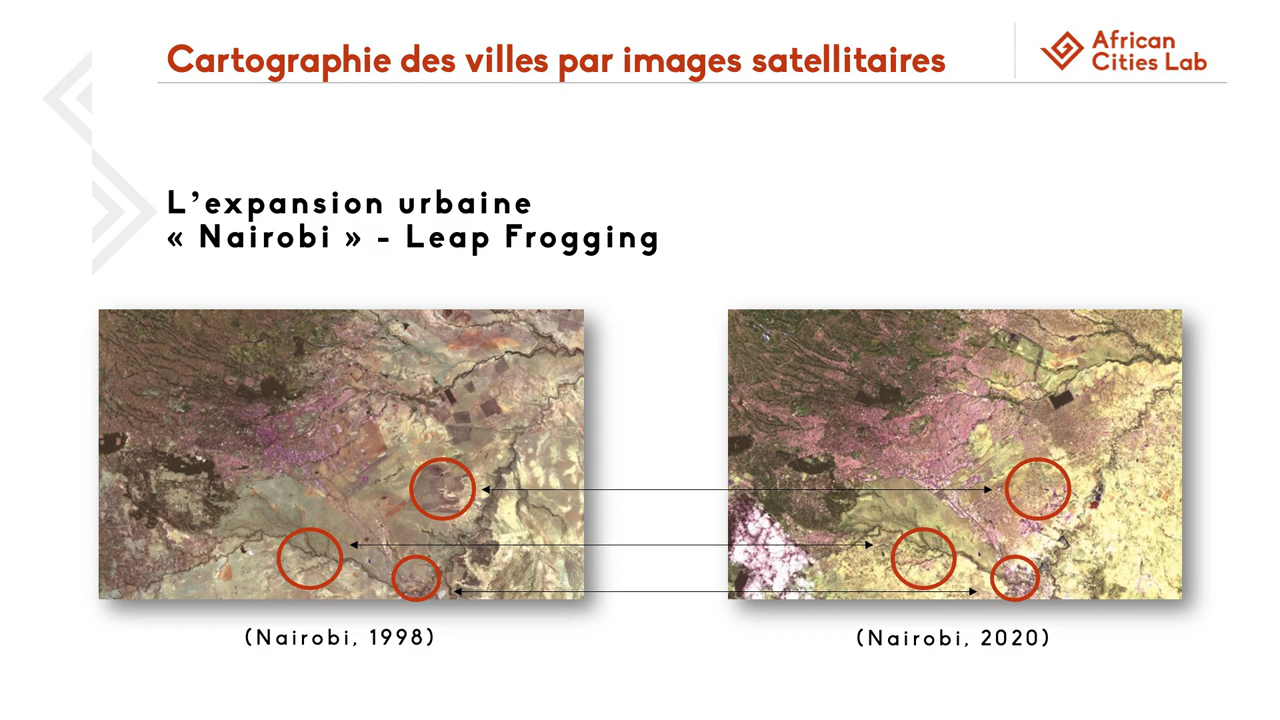 Cartographie des villes par images satellitaires
African
Cities Lab
L’expansion urbaine
« Nairobi » - Leap Frogging
(Nairobi, 1998)
(Nairobi, 2020)